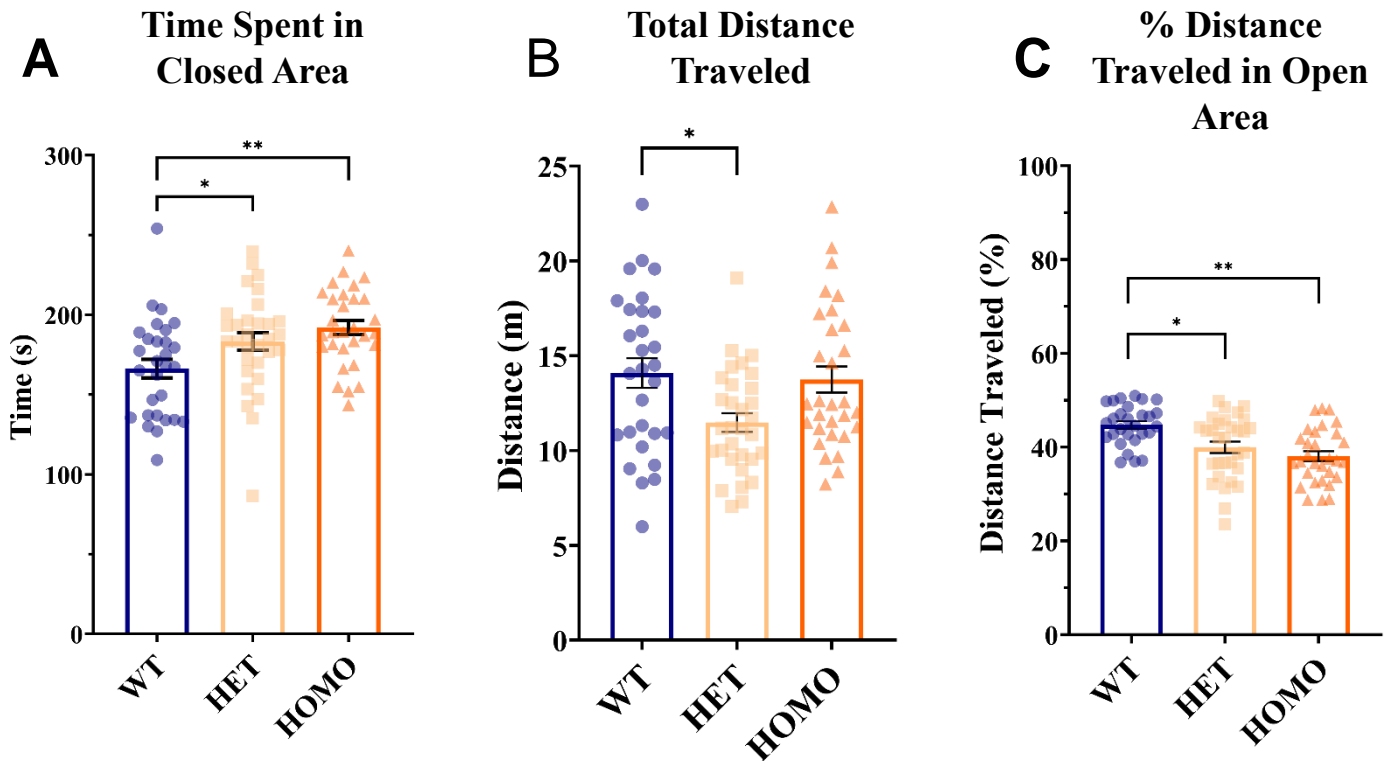 A
Time Spent in
Closed Area
300
200
100
0
Time (s)
**
*
WT
HET
HOMO
B
Total Distance
Traveled
25
20
15
10
5
0
Distance (m)
*
WT
HET
HOMO
C
% Distance
Traveled in Open
Area
100
80
60
40
20
0
Distance Traveled (%)
**
*
WT
HET
HOMO